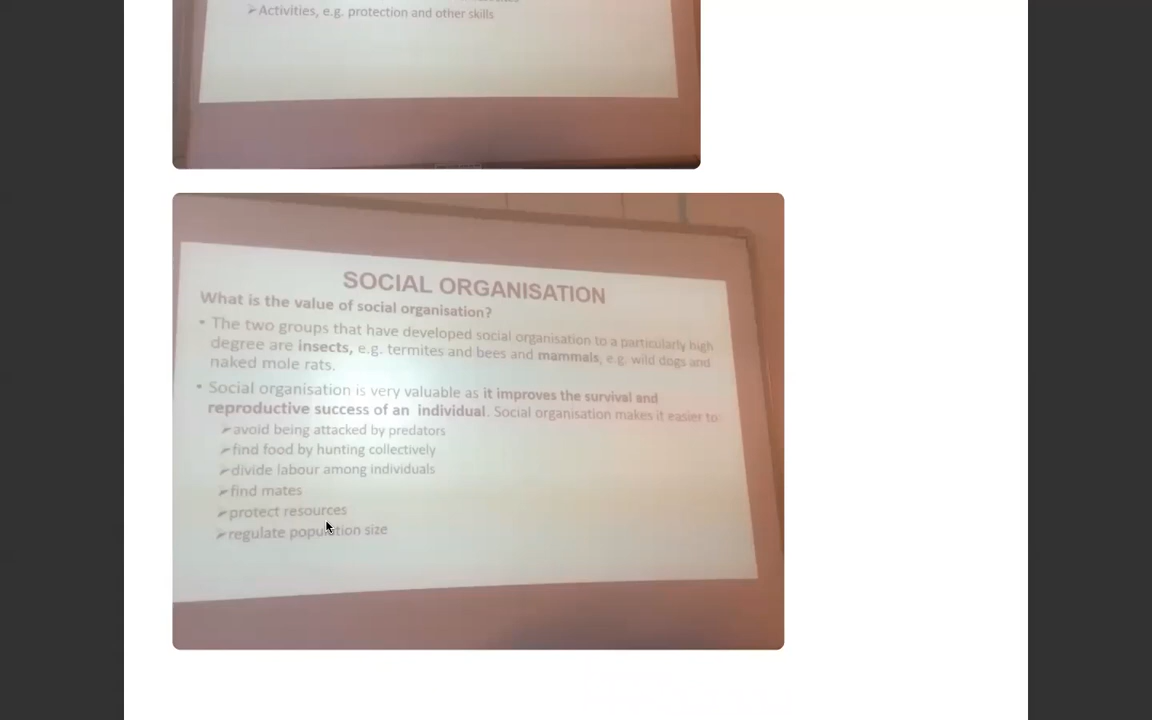 ➢Activities, e.g. protection and other skills
SOCIAL ORGANISATION
What is the value of social organisation?
• The two groups that have developed social organisation to a particularly high
degree are insects, e.g. termites and bees and mammals, e.g. wild dogs and
naked mole rats.
• Social organisation is very valuable as it improves the survival and
reproductive success of an individual. Social organisation makes it easier to
➢avoid being attacked by predators
➢find food by hunting collectively
➢divide labour among individuals
➢find mates
➢protect resources
➢regulate population size